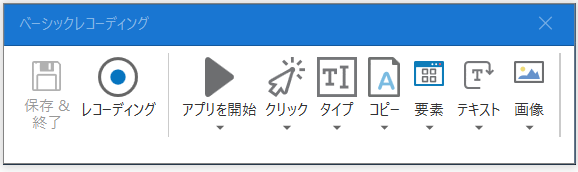 ベーシックレコーディング
保存 &
終了
レコーディング
アプリを開始
クリック
タイプ
コピー
要素
テキスト
画像